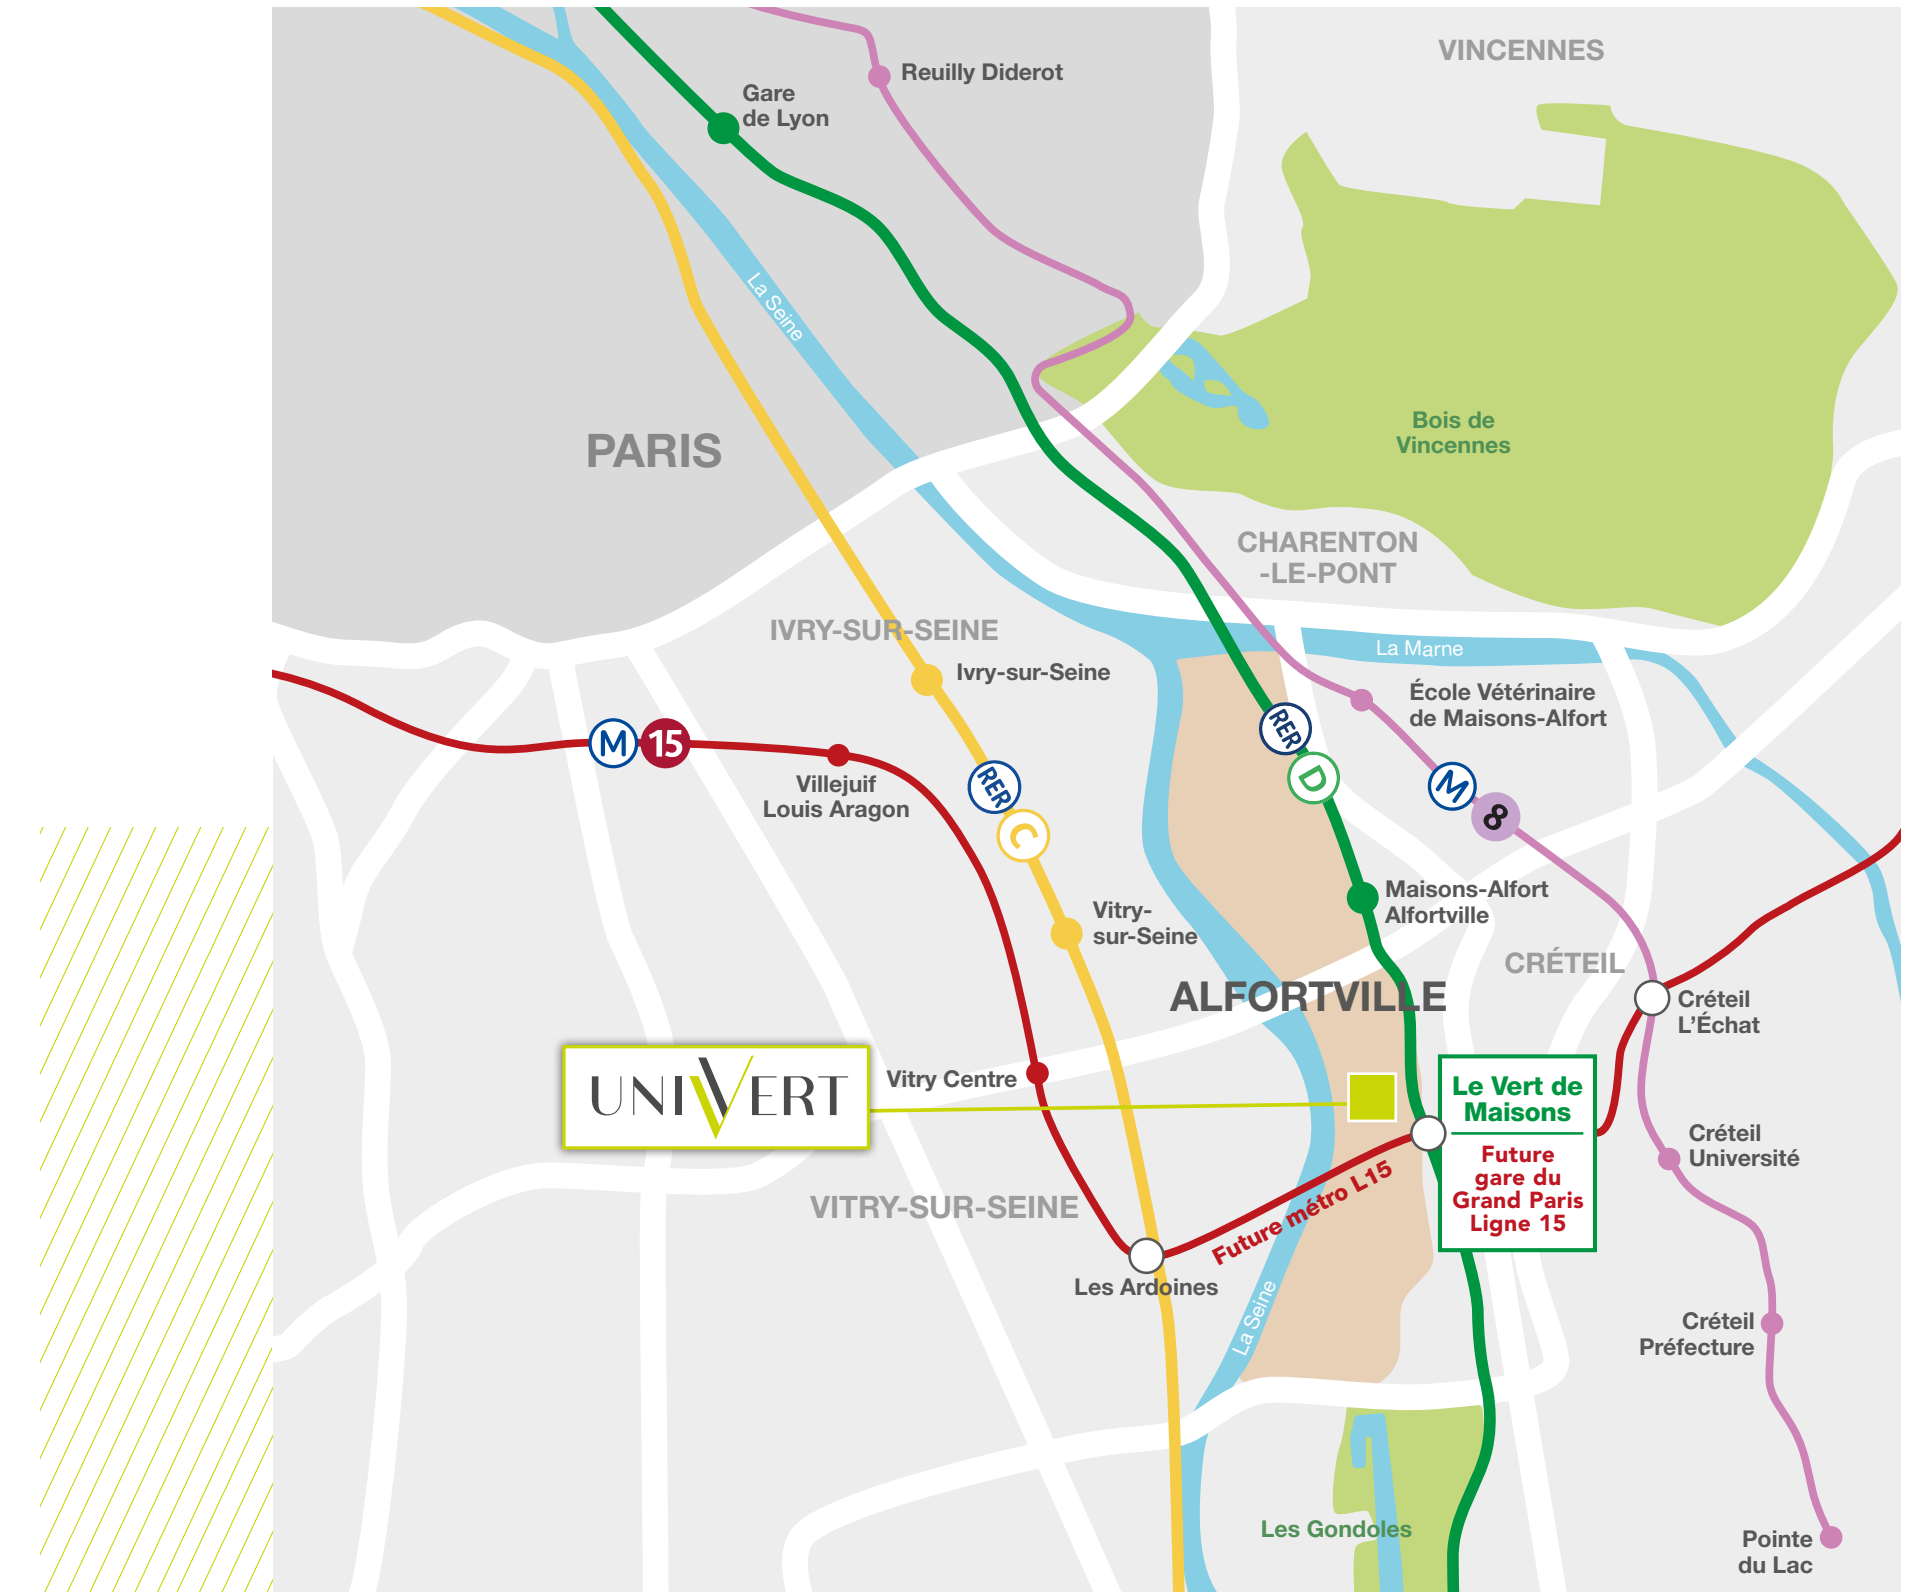 VINCENNES
Reuilly Diderot
Gare
de Lyon
La Seine
PARIS
Bois de
Vincennes
CHARENTON
-LE-PONT
IVRY-SUR-SEINE
La Marne
Ivry-sur-Seine
École Vétérinaire
de Maisons-Alfort
RER
D
M
15
Villejuif
Louis Aragon
RER
C
M
8
Maisons-Alfort
Alfortville
Vitry-
sur-Seine
CRÉTEIL
ALFORTVILLE
Créteil
L'Échat
UNIVERT
Vitry Centre
Le Vert de
Maisons
Future
gare du
Grand Paris
Ligne 15
Créteil
Université
Future métro L15
VITRY-SUR-SEINE
Les Ardoines
La Seine
Créteil
Préfecture
Les Gondoles
Pointe
du Lac